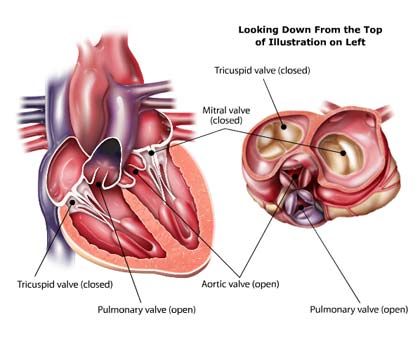 Looking Down From the Top
of Illustration on Left
Tricuspid valve (closed)
Mitral valve
(closed)
Tricuspid valve (closed)
Aortic valve (open)
Pulmonary valve (open)
Pulmonary valve (open)